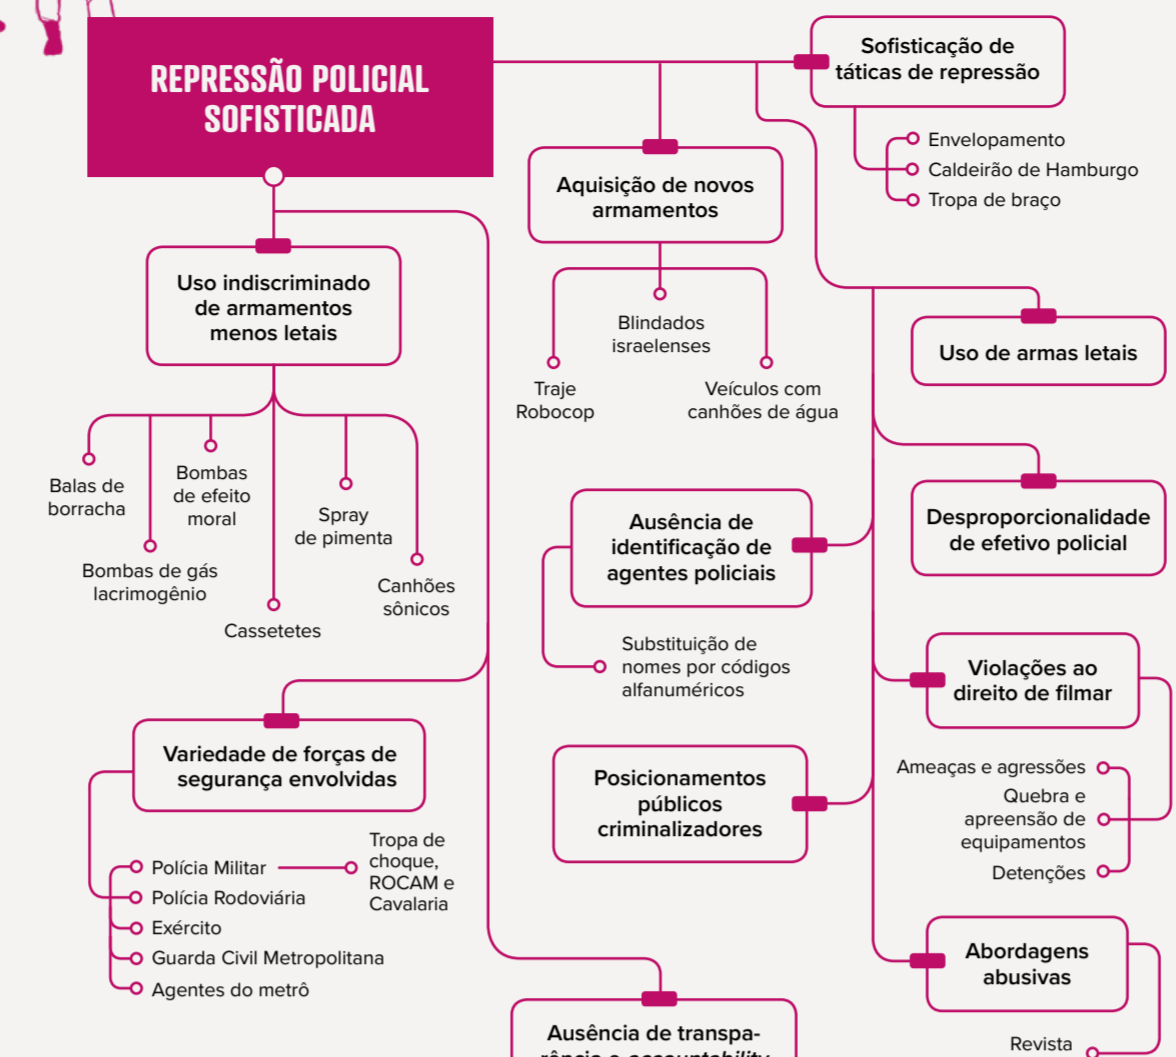 REPRESSÃO POLICIAL
SOFISTICADA
Sofisticação de
táticas de repressão
Envelopamento
Caldeirão de Hamburgo
Tropa de braço
Aquisição de novos
armamentos
Blindados
israelenses
Traje
Robocop
Veículos com
canhões de água
Uso indiscriminado
de armamentos
menos letais
Balas de
borracha
Bombas de gás
lacrimogênio
Bombas
de efeito
moral
Cassetetes
Spray
de pimenta
Canhões
sônicos
Uso de armas letais
Desproporcionalidade
de efetivo policial
Ausência de
identificação de
agentes policiais
Substituição de
nomes por códigos
alfanuméricos
Violações ao
direito de filmar
Ameaças e agressões
Quebra e
apreensão de
equipamentos
Detenções
Variedade de forças de
segurança envolvidas
Polícia Militar
Tropa de
choque,
ROCAM e
Cavalaria
Polícia Rodoviária
Exército
Guarda Civil Metropolitana
Agentes do metrô
Posicionamentos
públicos
criminalizadores
Abordagens
abusivas
Revista
Ausência de transpa-
rência e accountability